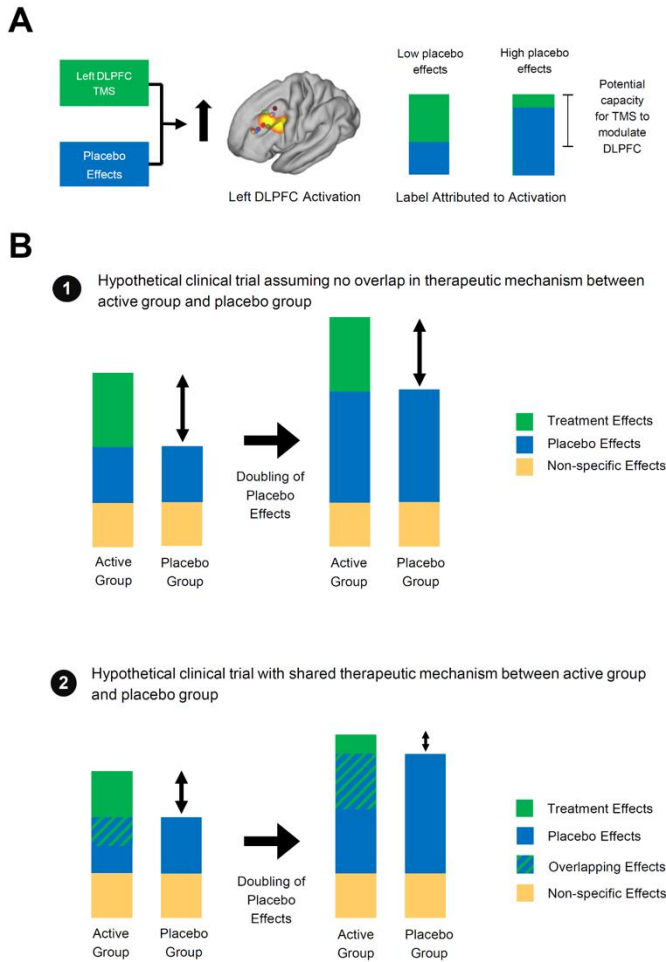 A
Left DLPFC
TMS
Placebo
Effects
Left DLPFC Activation
Low placebo
effects
High placebo
effects
Label Attributed to Activation
Potential
capacity
for TMS to
modulate
DLPFC
B
1
Hypothetical clinical trial assuming no overlap in therapeutic mechanism between
active group and placebo group
Active
Group
Placebo
Group
Doubling of
Placebo
Effects
Active
Group
Placebo
Group
Treatment Effects
Placebo Effects
Non-specific Effects
2
Hypothetical clinical trial with shared therapeutic mechanism between active group
and placebo group
Active
Group
Placebo
Group
Doubling of
Placebo
Effects
Active
Group
Placebo
Group
Treatment Effects
Placebo Effects
Overlapping Effects
Non-specific Effects